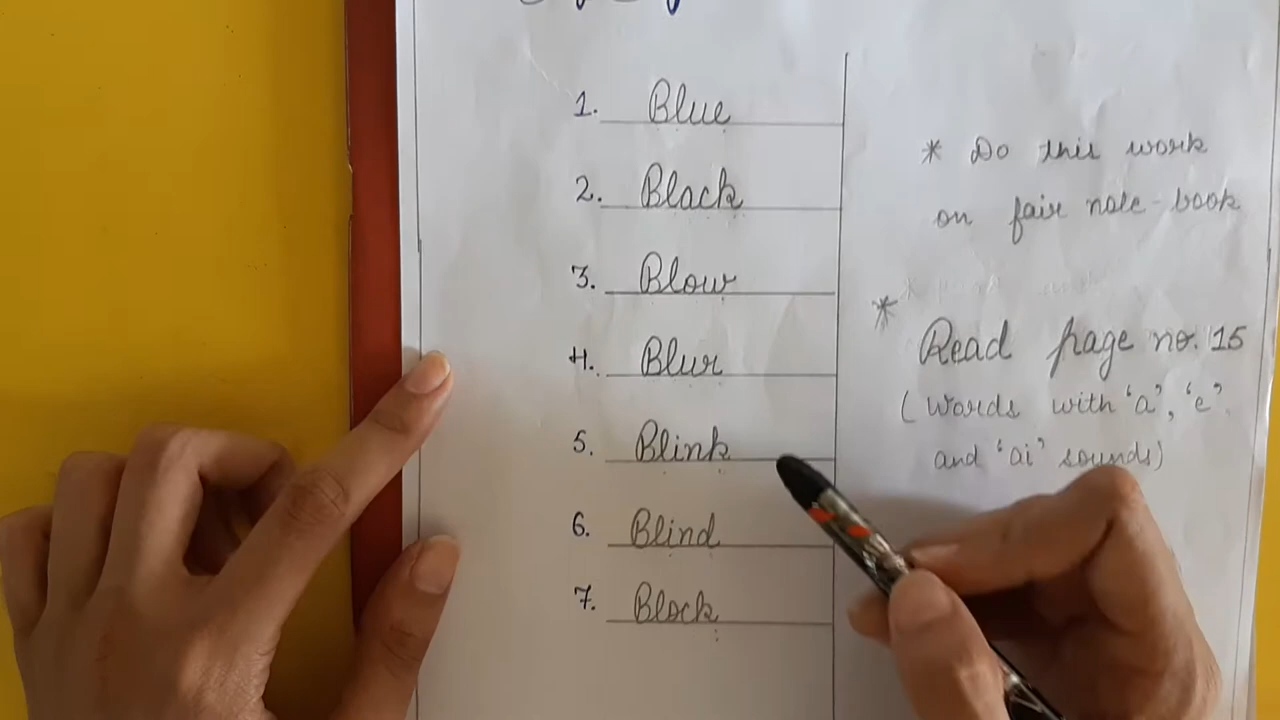 1. Blue
2. Black
3. Blow
4. Blur
5. Blink
6. Blind
7. Block
* Do this work
on fair note-book
* Read page no. 15
(Words with 'a', 'e'
and 'ai' sounds)